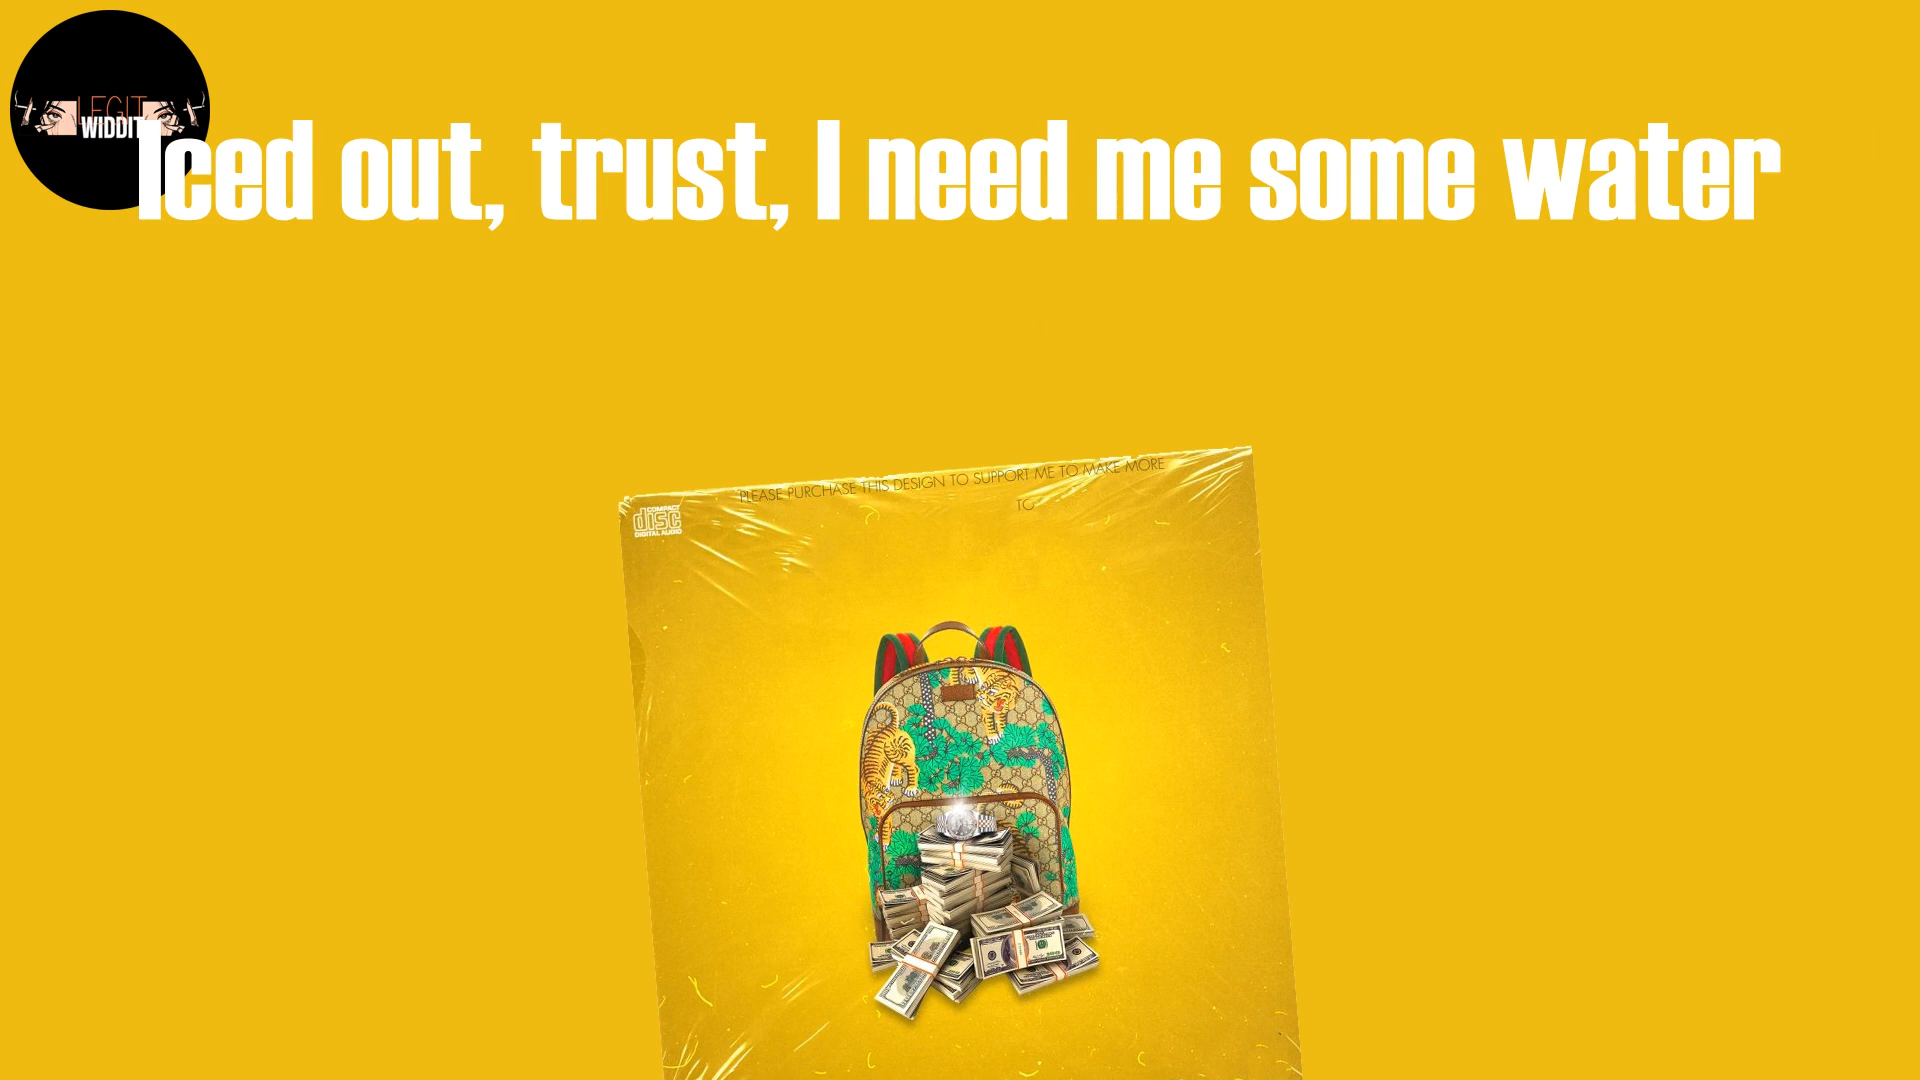 LEGIT
WIDDIT
Iced out, trust, I need me some water
PLEASE PURCHASE THIS DESIGN TO SUPPORT ME TO MAKE MORE
TO
COMPACT
disc
DIGITAL AUDIO